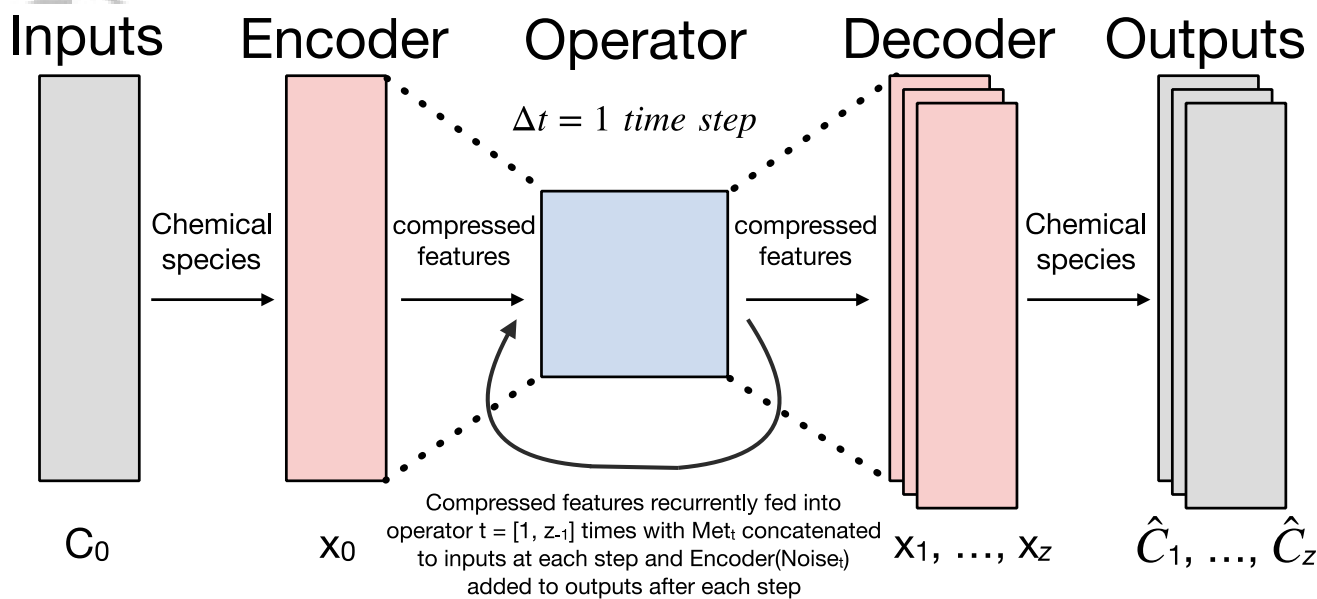 Inputs
Encoder
Operator
Decoder
Outputs
Δt = 1 time step
Chemical
species
compressed
features
compressed
features
Chemical
species
Compressed features recurrently fed into
operator t = [1, z-1] times with Mett concatenated
to inputs at each step and Encoder(Noiset)
added to outputs after each step
C0
x0
x1, ..., xz
Ĉ1, ..., Ĉz